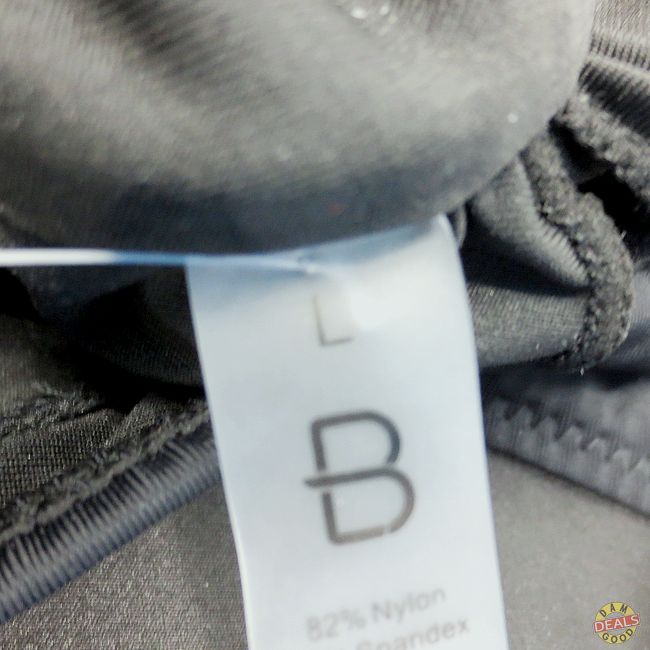 L
B
82% Nylon
Spandex
DAM
DEALS
GOOD